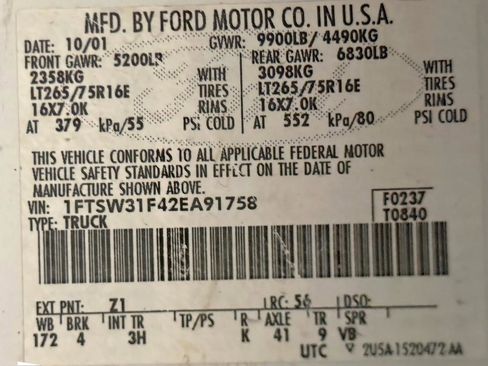 MFD. BY FORD MOTOR CO. IN U.S.A.
DATE: 10/01 GVWR: 9900LB/ 4490KG
FRONT GAWR: 5200LB REAR GAWR: 6830LB
2358KG WITH 3098KG WITH
LT265/75R16E TIRES LT265/75R16E TIRES
16X7.0K RIMS 16X7.0K RIMS
AT 379 kPa/55 PSI COLD AT 552 kPa/80 PSI COLD
THIS VEHICLE CONFORMS TO ALL APPLICABLE FEDERAL MOTOR
VEHICLE SAFETY STANDARDS IN EFFECT ON THE DATE OF
MANUFACTURE SHOWN ABOVE.
VIN: 1FTSW31F42EA91758 F0237
TYPE: TRUCK T0840
EXT PNT: Z1 RC: 56 DSO:
WB BRK INT TR TP/PS R AXLE TR SPR
172 4 3H K 41 9 VB
UTC 2U5A-1520472-AA